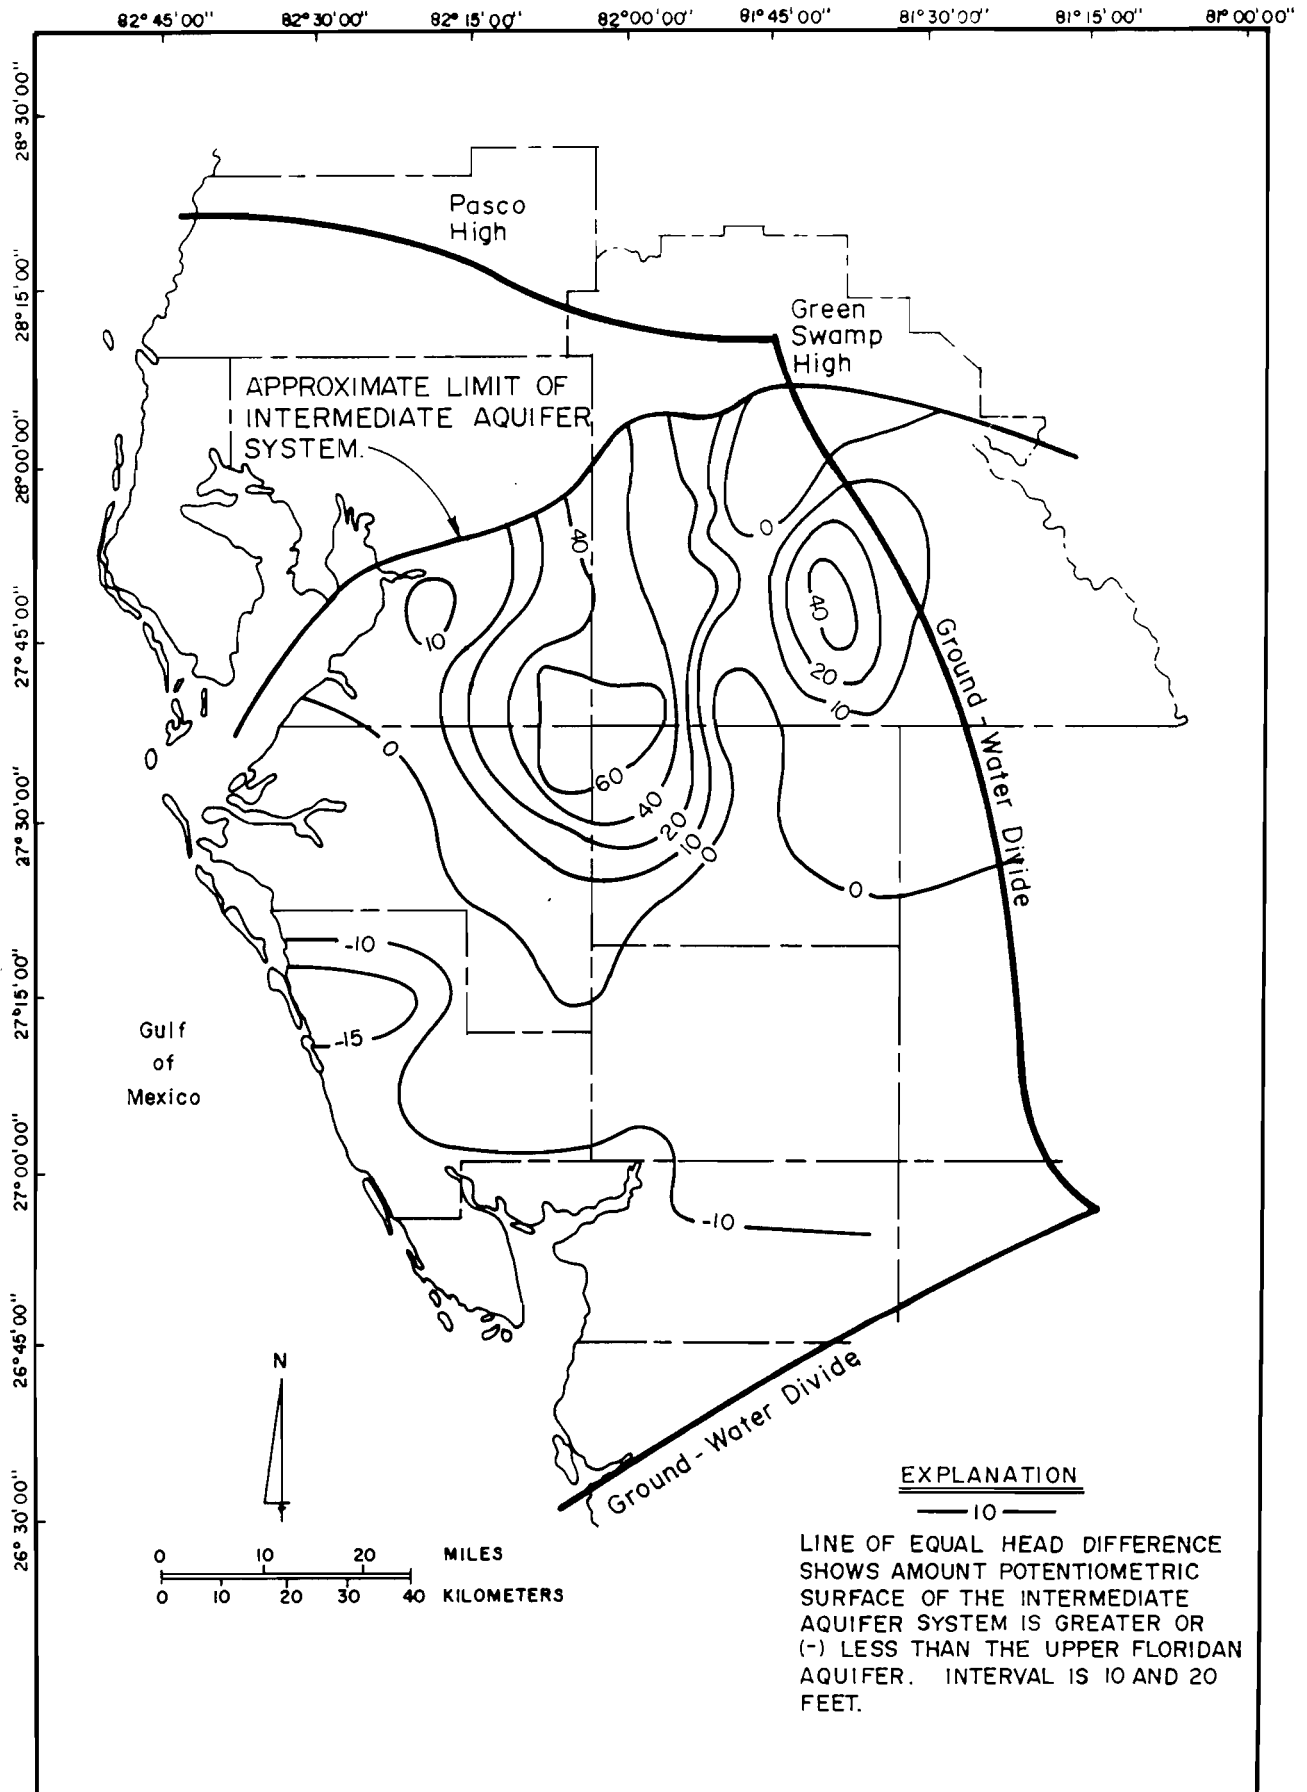 82° 45' 00"
82° 30' 00"
82° 15' 00"
82° 00' 00"
81° 45' 00"
81° 30' 00"
81° 15' 00"
81° 00' 00"
28° 30' 00"
28° 15' 00"
28° 00' 00"
27° 45' 00"
27° 30' 00"
27° 15' 00"
27° 00' 00"
26° 45' 00"
26° 30' 00"
Pasco
High
Green
Swamp
High
APPROXIMATE LIMIT OF
INTERMEDIATE AQUIFER
SYSTEM.
40
0
10
40
20
10
0
60
40
20
10
0
0
-10
-15
-10
Ground-Water Divide
Gulf
of
Mexico
Ground-Water Divide
N
0 10 20 MILES
0 10 20 30 40 KILOMETERS
EXPLANATION
10
LINE OF EQUAL HEAD DIFFERENCE
SHOWS AMOUNT POTENTIOMETRIC
SURFACE OF THE INTERMEDIATE
AQUIFER SYSTEM IS GREATER OR
(-) LESS THAN THE UPPER FLORIDAN
AQUIFER. INTERVAL IS 10 AND 20
FEET.